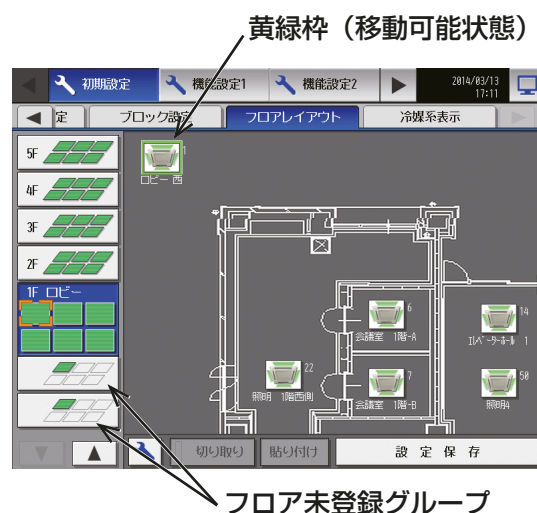 黄緑枠（移動可能状態）
初期設定
機能設定1
機能設定2
2014/03/13
17:11
定
ブロック設定
フロアレイアウト
冷媒系表示
5F
4F
3F
2F
1F ロビー
ロビー 西
6
会議室 1階-A
14
ｴﾚﾍﾞｰﾀｰﾎｰﾙ 1
22
照明 1階西側
7
会議室 1階-B
50
照明4
切り取り
貼り付け
設定保存
フロア未登録グループ